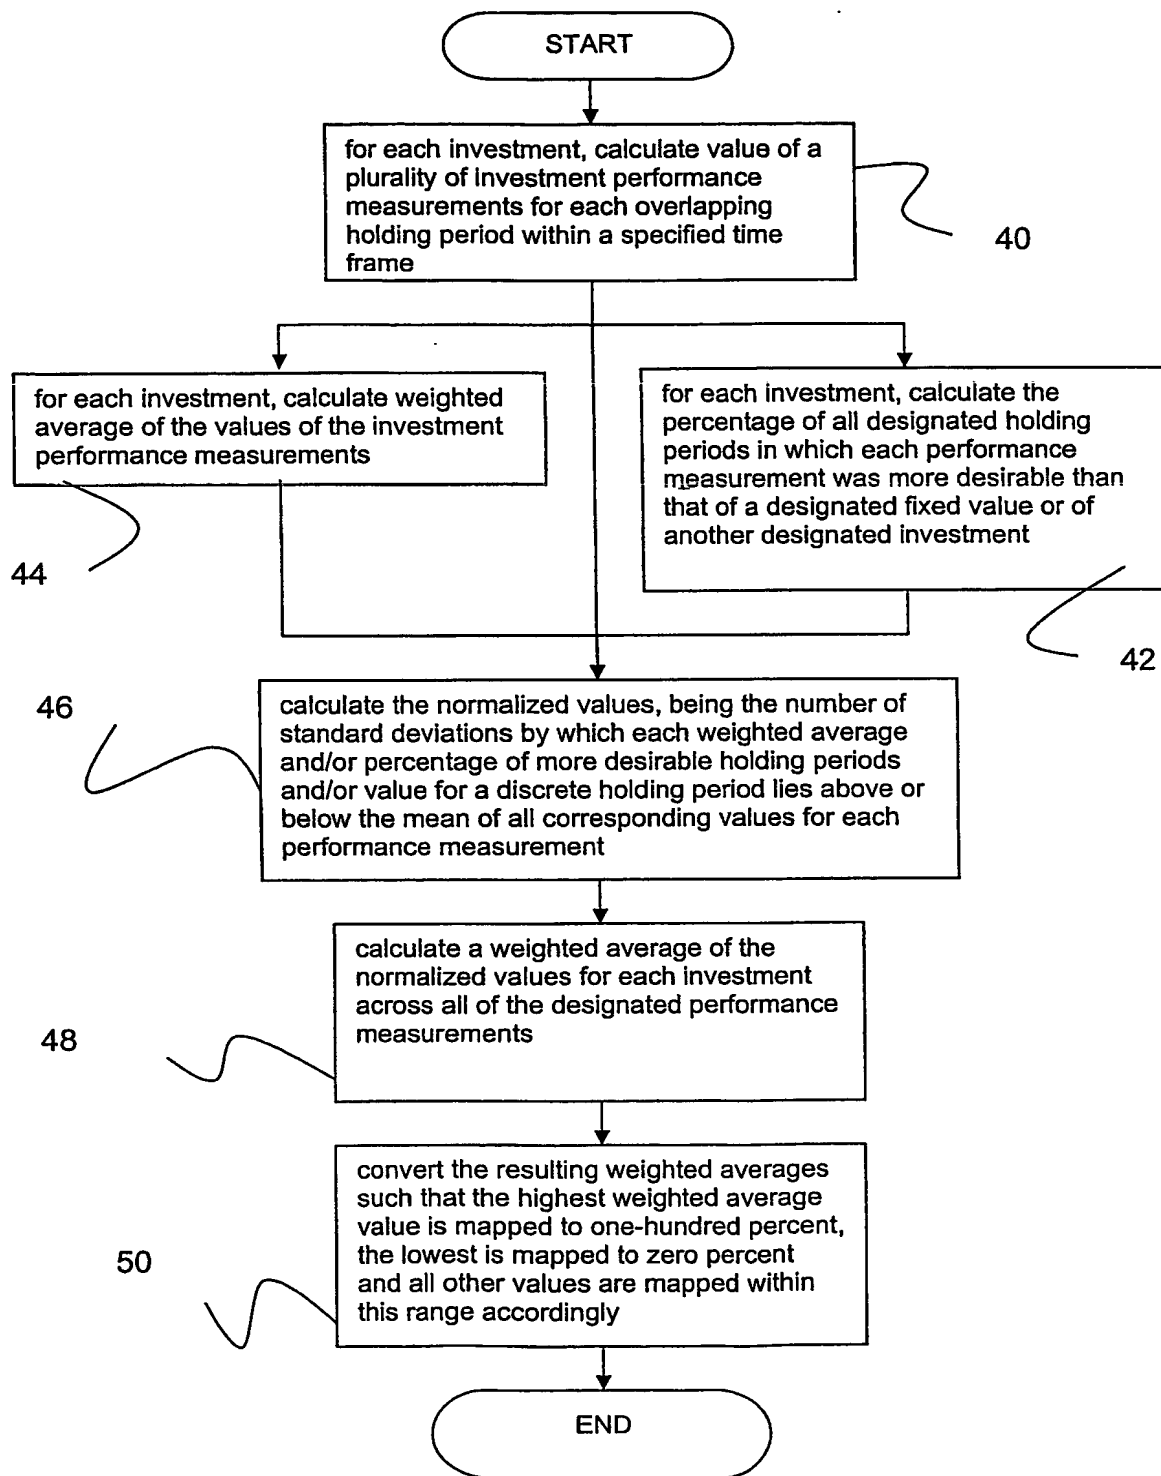 START
for each investment, calculate value of a
plurality of investment performance
measurements for each overlapping
holding period within a specified time
frame
40
for each investment, calculate weighted
average of the values of the investment
performance measurements
44
for each investment, calculate the
percentage of all designated holding
periods in which each performance
measurement was more desirable than
that of a designated fixed value or of
another designated investment
42
46
calculate the normalized values, being the number of
standard deviations by which each weighted average
and/or percentage of more desirable holding periods
and/or value for a discrete holding period lies above or
below the mean of all corresponding values for each
performance measurement
calculate a weighted average of the
normalized values for each investment
across all of the designated performance
measurements
48
convert the resulting weighted averages
such that the highest weighted average
value is mapped to one-hundred percent,
the lowest is mapped to zero percent
and all other values are mapped within
this range accordingly
50
END